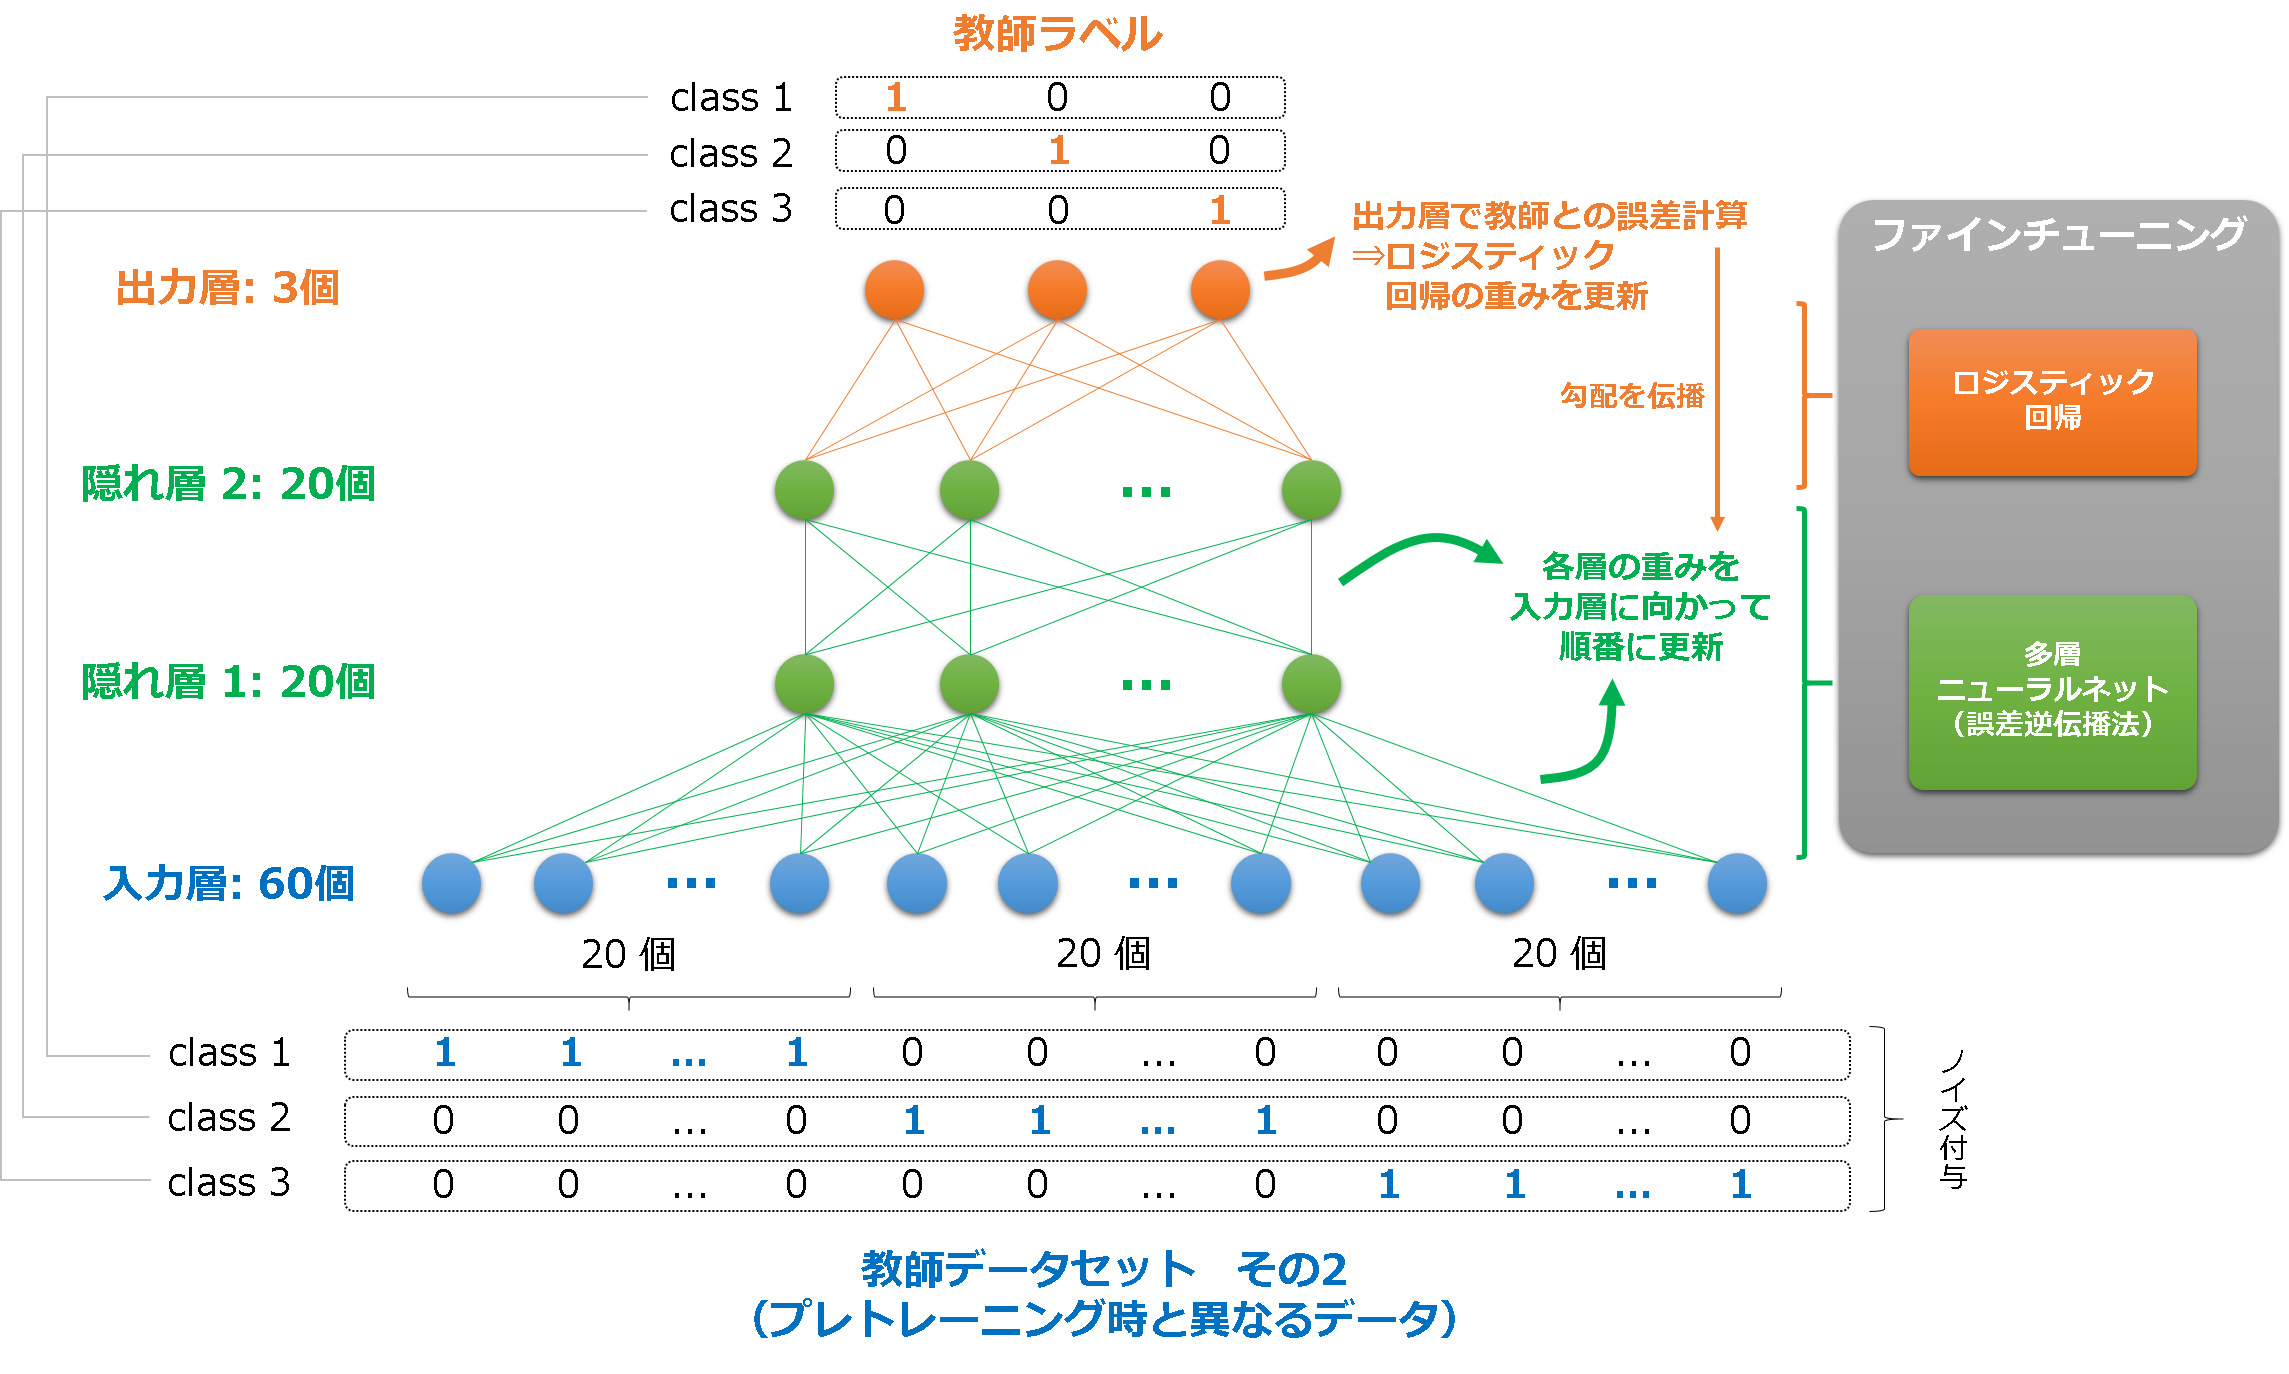 教師ラベル
class 1 1 0 0
class 2 0 1 0
class 3 0 0 1
出力層で教師との誤差計算
⇒ロジスティック
回帰の重みを更新
ファインチューニング
出力層: 3個
ロジスティック
回帰
勾配を伝播
隠れ層 2: 20個
...
各層の重みを
入力層に向かって
順番に更新
隠れ層 1: 20個
...
多層
ニューラルネット
（誤差逆伝播法）
入力層: 60個
... ... ...
20 個 20 個 20 個
class 1 1 1 ... 1 0 0 ... 0 0 0 ... 0
class 2 0 0 ... 0 1 1 ... 1 0 0 ... 0
class 3 0 0 ... 0 0 0 ... 0 1 1 ... 1
ノイズ付与
教師データセット　その2
（プレトレーニング時と異なるデータ）